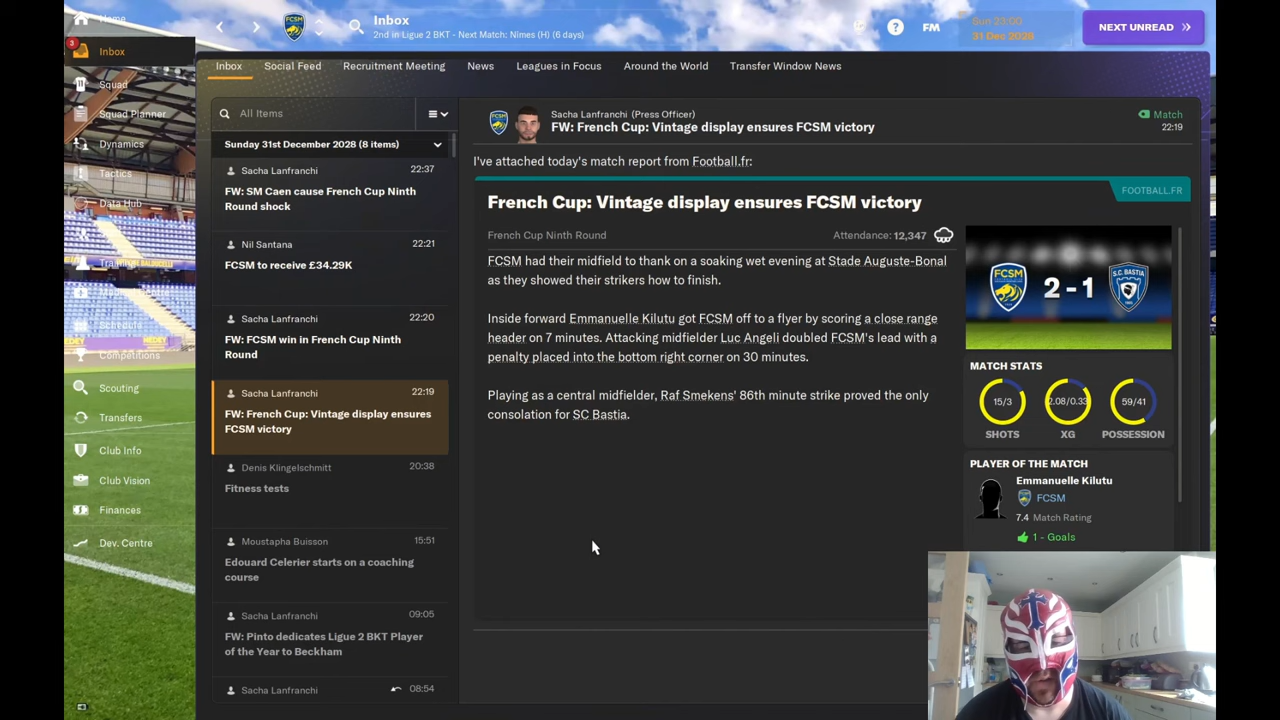 Home
Inbox
2nd in Ligue 2 BKT - Next Match: Nimes (H) (6 days)
FM
Sun 23:00
31 Dec 2028
NEXT UNREAD
3
Inbox
Squad
Squad Planner
Dynamics
Tactics
Data Hub
Schedule
Competitions
Scouting
Transfers
Club Info
Club Vision
Finances
Dev. Centre
Inbox
Social Feed
Recruitment Meeting
News
Leagues in Focus
Around the World
Transfer Window News
All Items
Sunday 31st December 2028 (8 items)
Sacha Lanfranchi
22:37
FW: SM Caen cause French Cup Ninth
Round shock
Nil Santana
22:21
FCSM to receive £34.29K
Sacha Lanfranchi
22:20
FW: FCSM win in French Cup Ninth
Round
Sacha Lanfranchi
22:19
FW: French Cup: Vintage display ensures
FCSM victory
Denis Klingelschmitt
20:38
Fitness tests
Moustapha Buisson
15:51
Edouard Celerier starts on a coaching
course
Sacha Lanfranchi
09:05
FW: Pinto dedicates Ligue 2 BKT Player
of the Year to Beckham
Sacha Lanfranchi
08:54
Sacha Lanfranchi (Press Officer)
FW: French Cup: Vintage display ensures FCSM victory
Match
22:19
I've attached today's match report from Football.fr:
FOOTBALL.FR
French Cup: Vintage display ensures FCSM victory
French Cup Ninth Round
Attendance: 12,347
FCSM had their midfield to thank on a soaking wet evening at Stade Auguste-Bonal
as they showed their strikers how to finish.
Inside forward Emmanuelle Kilutu got FCSM off to a flyer by scoring a close range
header on 7 minutes. Attacking midfielder Luc Angeli doubled FCSM's lead with a
penalty placed into the bottom right corner on 30 minutes.
Playing as a central midfielder, Raf Smekens' 86th minute strike proved the only
consolation for SC Bastia.
FCSM
2 - 1
S.C. BASTIA
MATCH STATS
15/3
2.08/0.33
59/41
SHOTS
XG
POSSESSION
PLAYER OF THE MATCH
Emmanuelle Kilutu
FCSM
7.4 Match Rating
1 - Goals